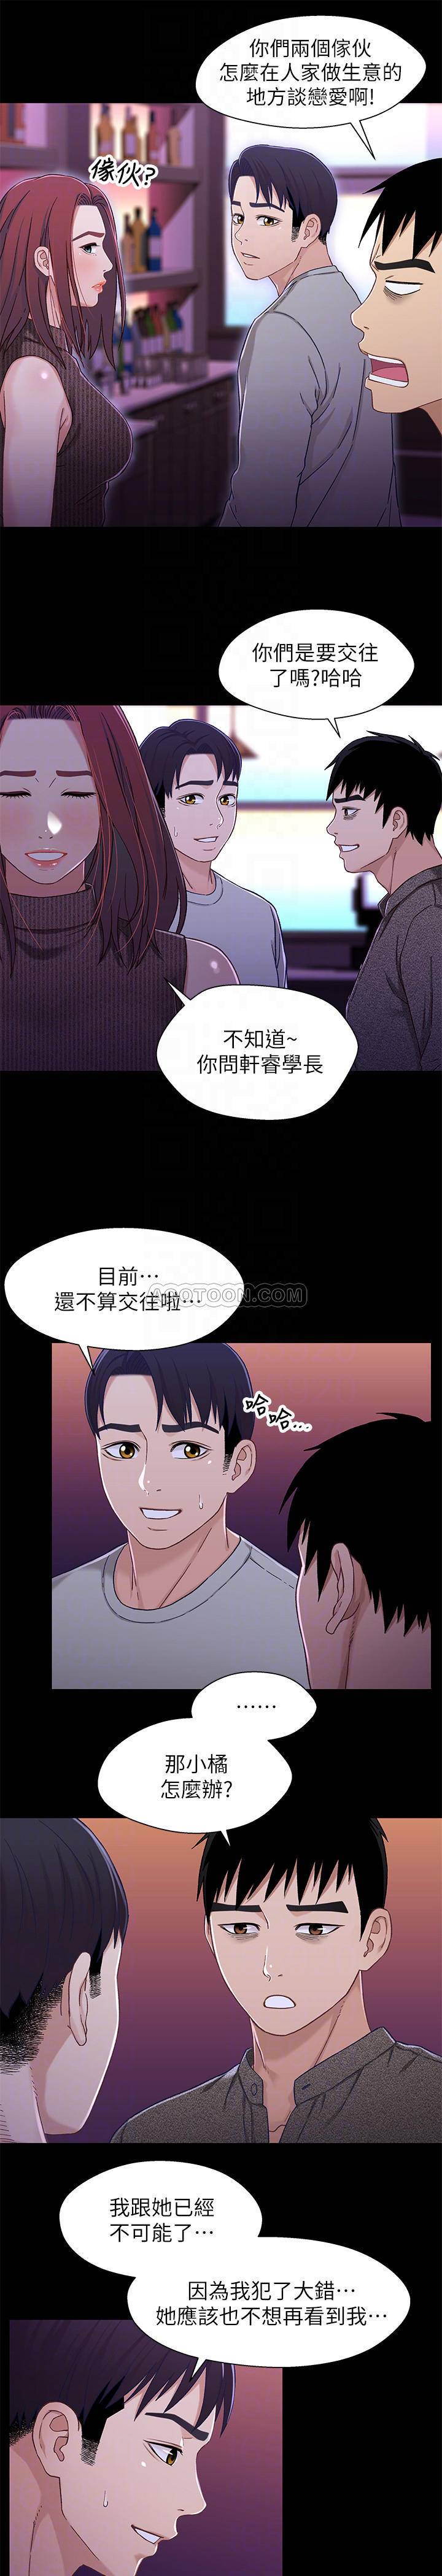 你們兩個傢伙
怎麼在人家做生意的
地方談戀愛啊!
傢伙?
你們是要交往
了嗎?哈哈
不知道~
你問軒睿學長
目前…
還不算交往啦…
AGOTOON.COM
哈哈...
……
那小橘
怎麼辦?
我跟她已經
不可能了…
因為我犯了大錯…
她應該也不想再看到我…